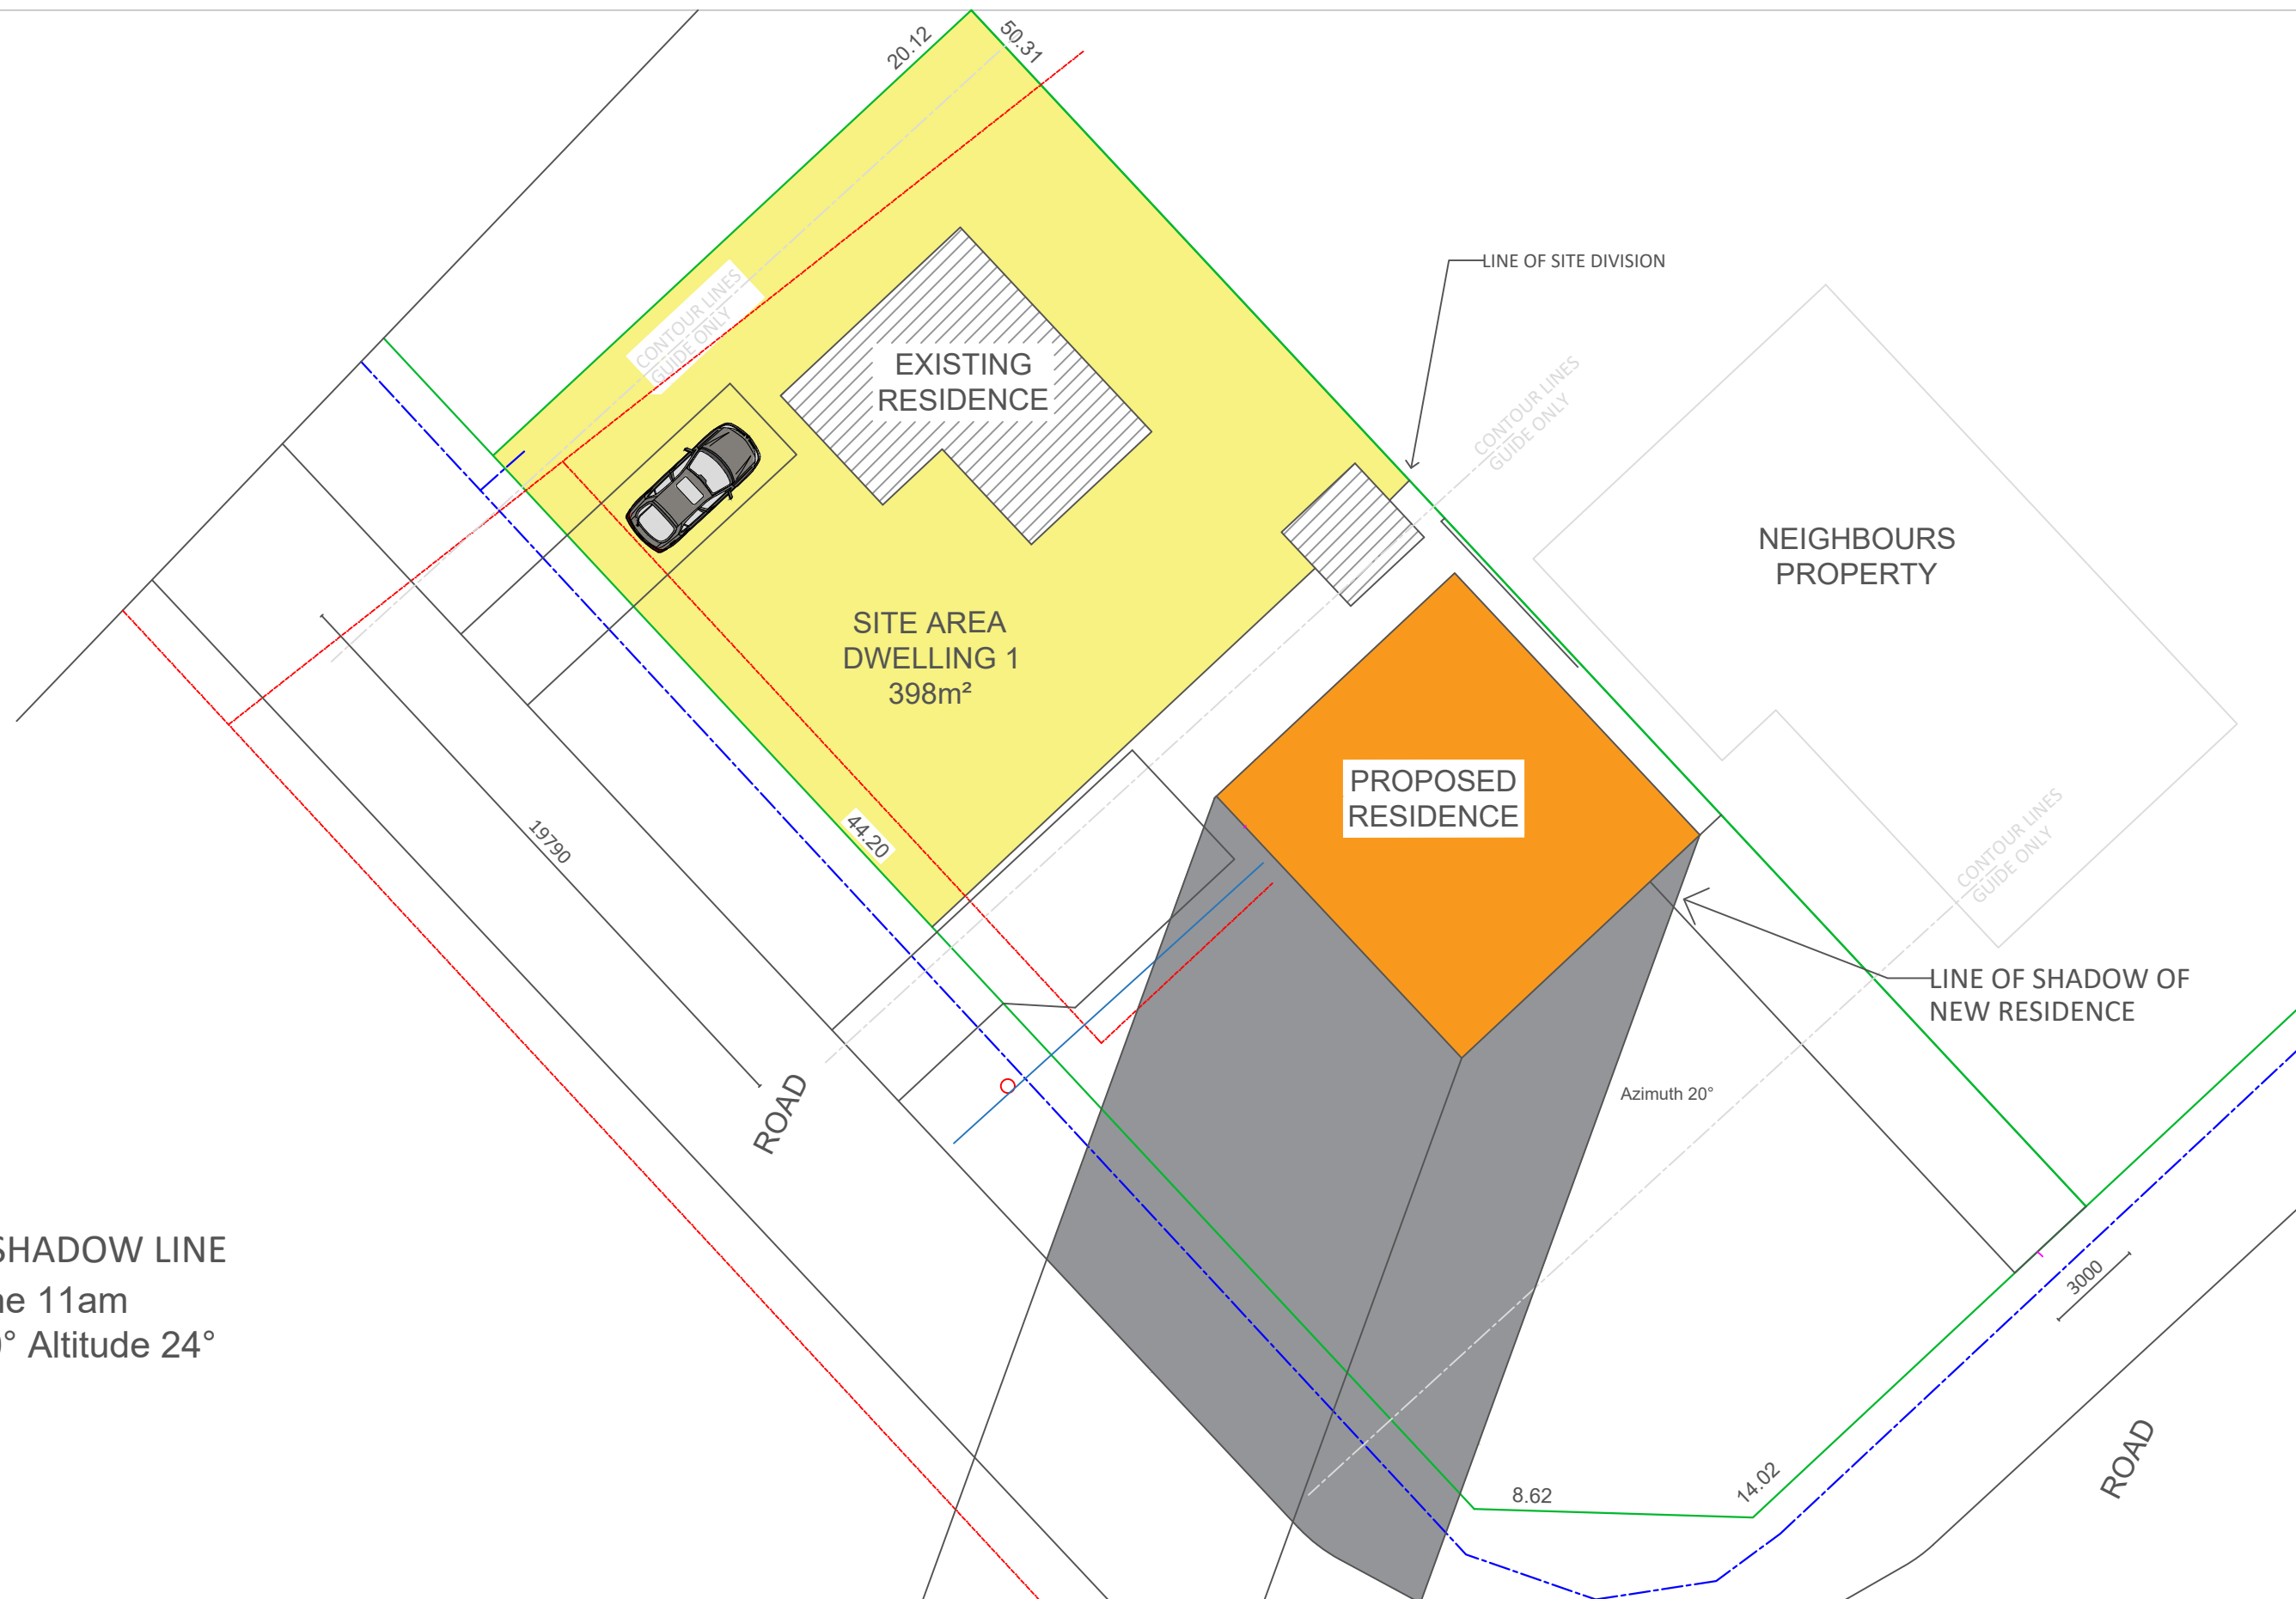 20.12
50.31
LINE OF SITE DIVISION
CONTOUR LINES
GUIDE ONLY
EXISTING
RESIDENCE
CONTOUR LINES
GUIDE ONLY
NEIGHBOURS
PROPERTY
SITE AREA
DWELLING 1
398m²
PROPOSED
RESIDENCE
44.20
19790
CONTOUR LINES
GUIDE ONLY
LINE OF SHADOW OF
NEW RESIDENCE
Azimuth 20°
ROAD
SHADOW LINE
11am
° Altitude 24°
3000
ROAD
8.62
14.02